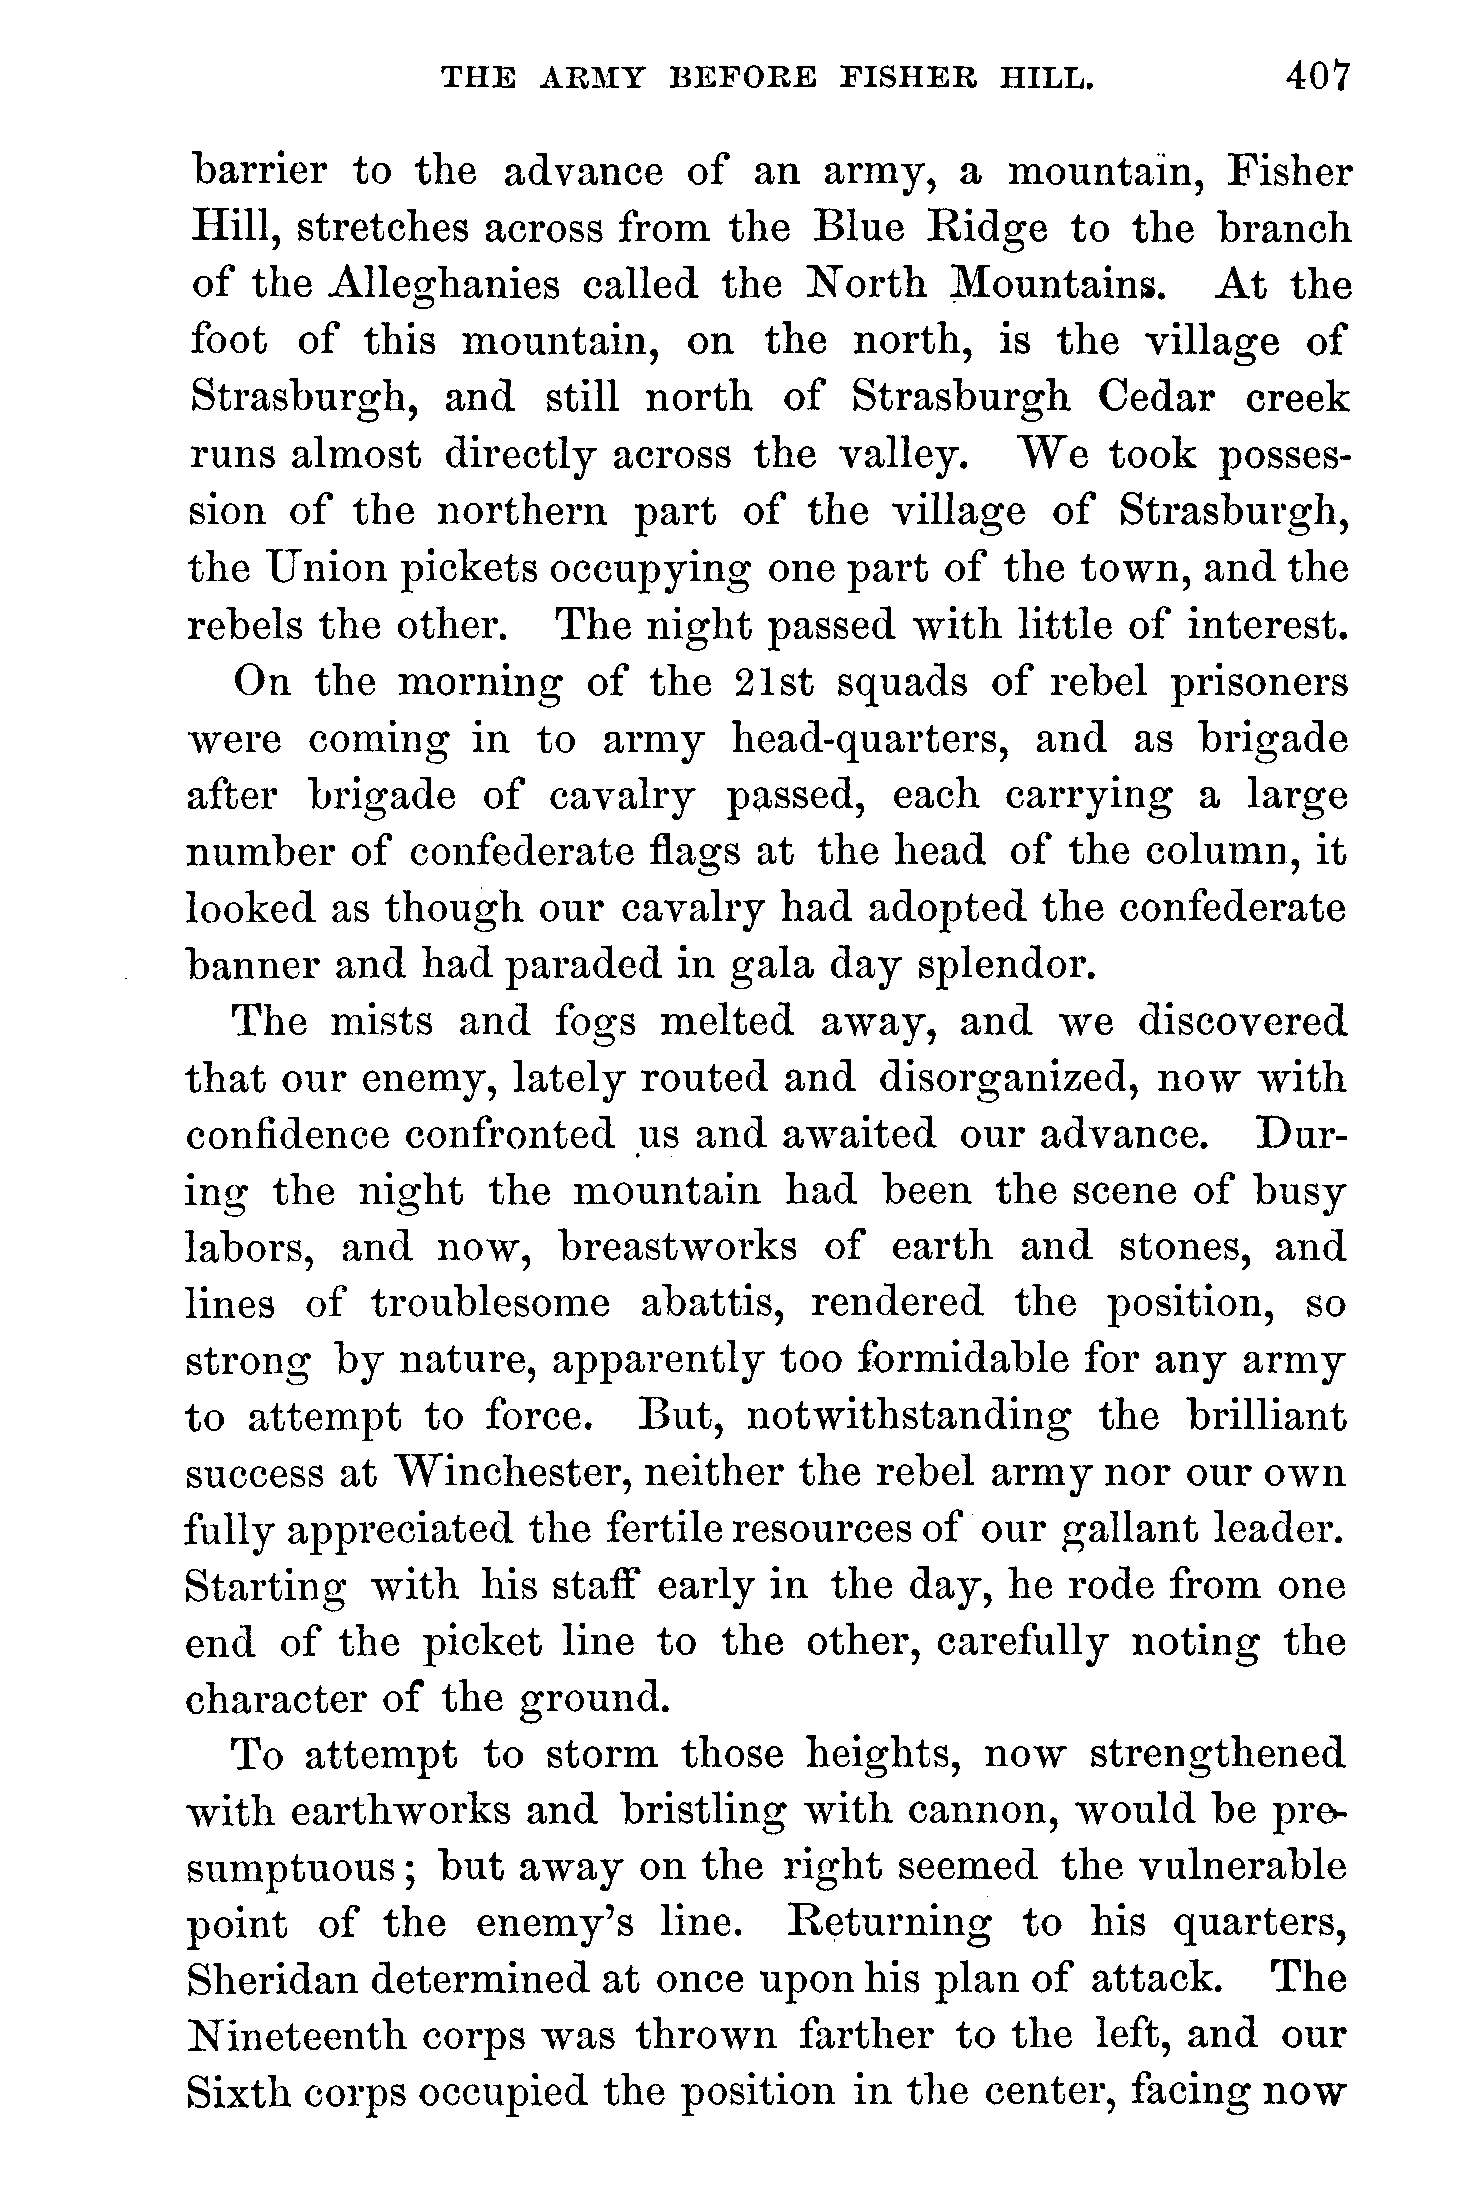 THE ARMY BEFORE FISHER HILL. 407
barrier to the advance of an army, a mountain, Fisher
Hill, stretches across from the Blue Ridge to the branch
of the Alleghanies called the North Mountains. At the
foot of this mountain, on the north, is the village of
Strasburgh, and still north of Strasburgh Cedar creek
runs almost directly across the valley. We took posses-
sion of the northern part of the village of Strasburgh,
the Union pickets occupying one part of the town, and the
rebels the other. The night passed with little of interest.
On the morning of the 21st squads of rebel prisoners
were coming in to army head-quarters, and as brigade
after brigade of cavalry passed, each carrying a large
number of confederate flags at the head of the column, it
looked as though our cavalry had adopted the confederate
banner and had paraded in gala day splendor.
The mists and fogs melted away, and we discovered
that our enemy, lately routed and disorganized, now with
confidence confronted us and awaited our advance. Dur-
ing the night the mountain had been the scene of busy
labors, and now, breastworks of earth and stones, and
lines of troublesome abattis, rendered the position, so
strong by nature, apparently too formidable for any army
to attempt to force. But, notwithstanding the brilliant
success at Winchester, neither the rebel army nor our own
fully appreciated the fertile resources of our gallant leader.
Starting with his staff early in the day, he rode from one
end of the picket line to the other, carefully noting the
character of the ground.
To attempt to storm those heights, now strengthened
with earthworks and bristling with cannon, would be pre-
sumptuous; but away on the right seemed the vulnerable
point of the enemy's line. Returning to his quarters,
Sheridan determined at once upon his plan of attack. The
Nineteenth corps was thrown farther to the left, and our
Sixth corps occupied the position in the center, facing now